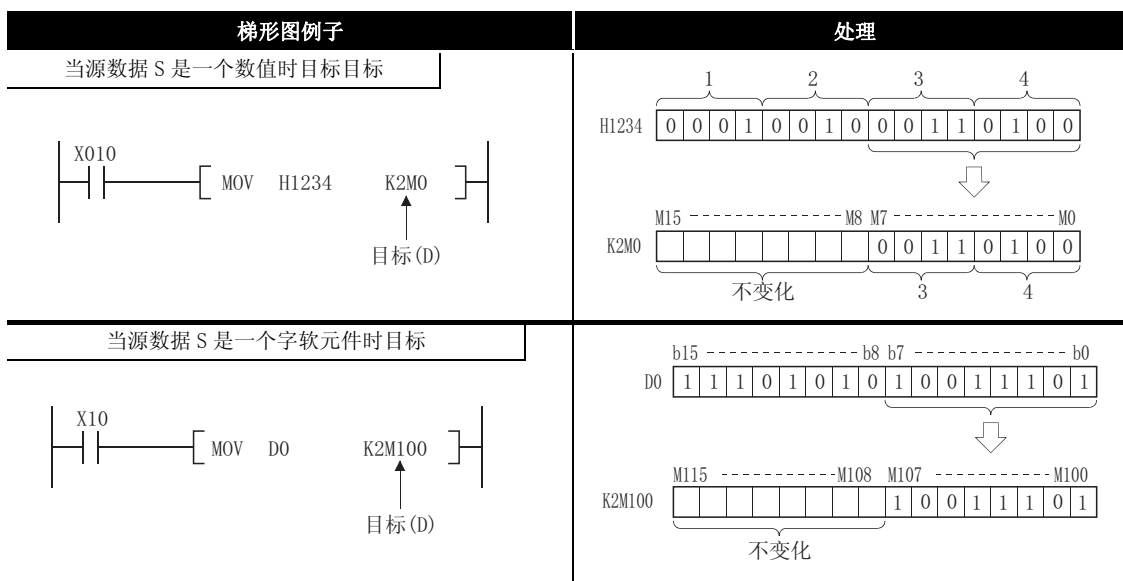 梯形图例子
处理
当源数据 S 是一个数值时目标目标
X010
MOV H1234 K2M0
目标(D)
1 2 3 4
H1234 0 0 0 1 0 0 1 0 0 0 1 1 0 1 0 0
M15 M8 M7 M0
K2M0 0 0 1 1 0 1 0 0
不变化 3 4
当源数据 S 是一个字软元件时目标
X10
MOV D0 K2M100
目标(D)
b15 b8 b7 b0
D0 1 1 1 0 1 0 1 0 1 0 0 1 1 1 0 1
M115 M108 M107 M100
K2M100 1 0 0 1 1 1 0 1
不变化